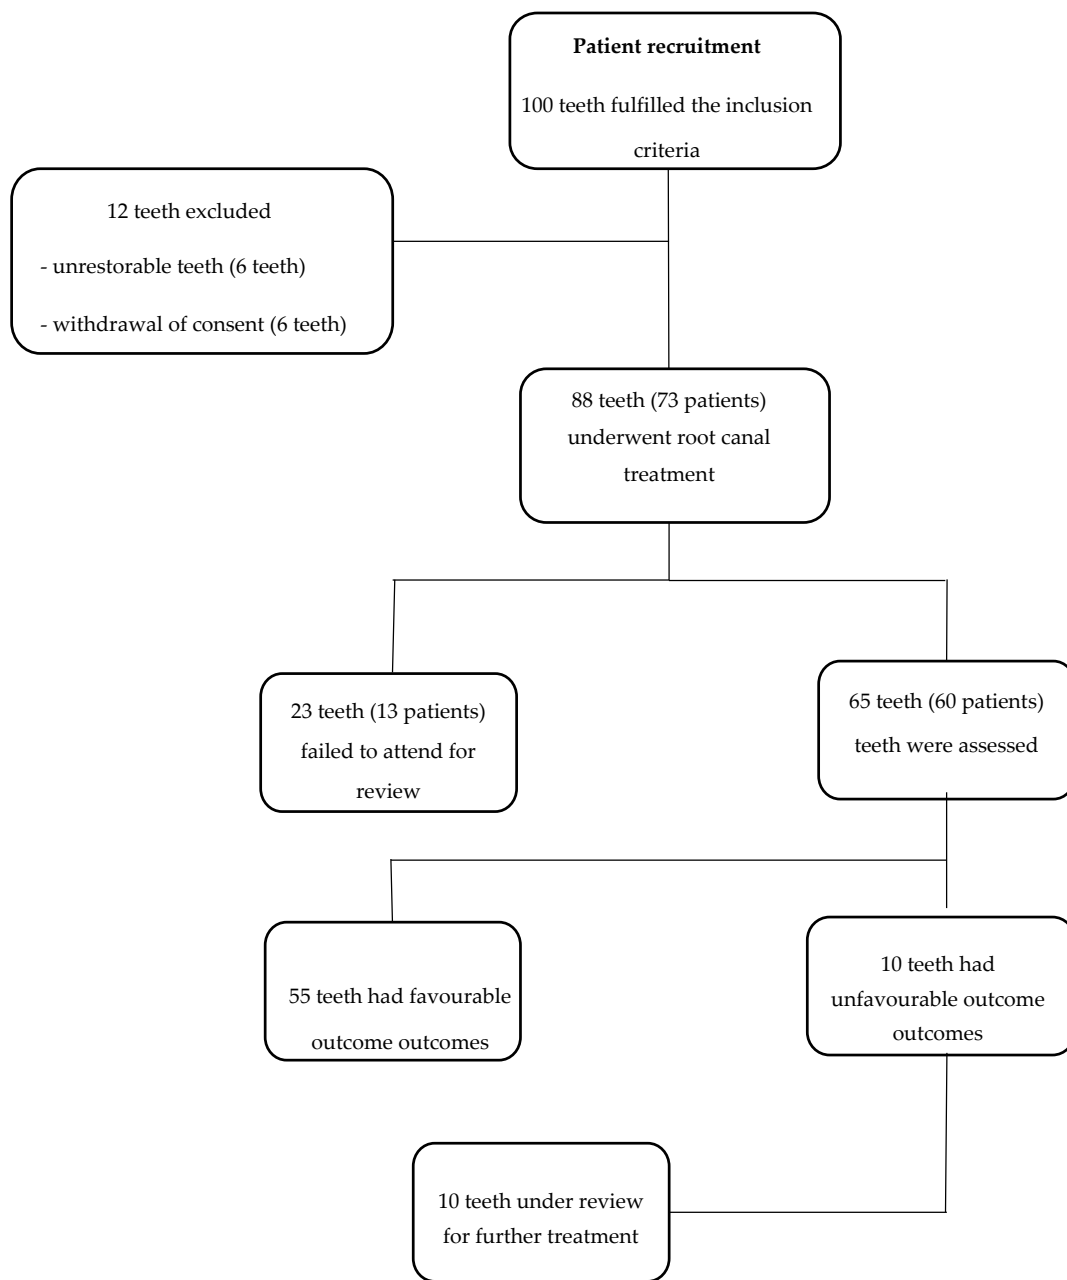 Patient recruitment
100 teeth fulfilled the inclusion
criteria
12 teeth excluded
- unrestorable teeth (6 teeth)
- withdrawal of consent (6 teeth)
88 teeth (73 patients)
underwent root canal
treatment
23 teeth (13 patients)
failed to attend for
review
65 teeth (60 patients)
teeth were assessed
55 teeth had favourable
outcome outcomes
10 teeth had
unfavourable outcome
outcomes
10 teeth under review
for further treatment